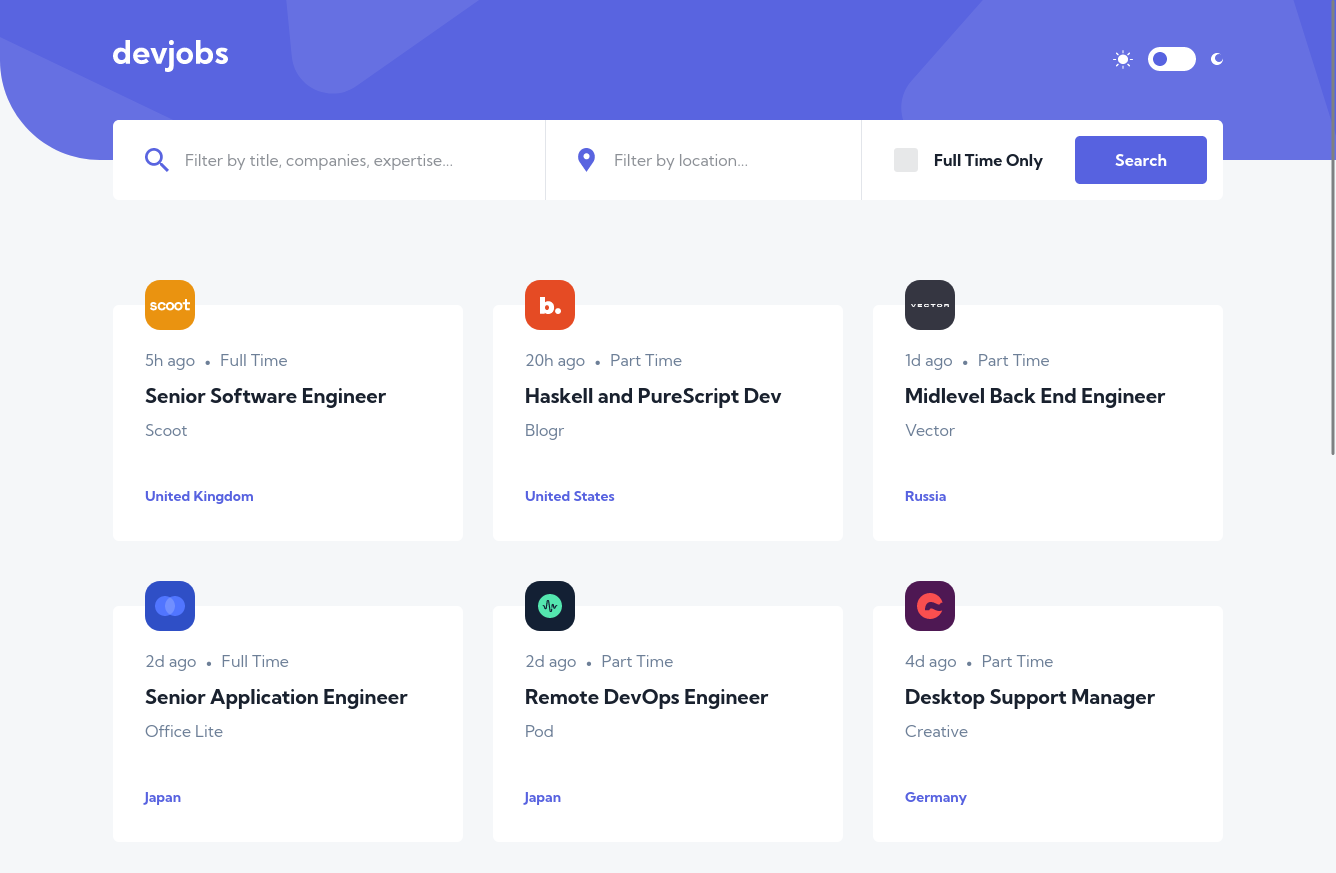 devjobs
Filter by title, companies, expertise...
Filter by location...
Full Time Only
Search
scoot
5h ago • Full Time
Senior Software Engineer
Scoot
United Kingdom
b.
20h ago • Part Time
Haskell and PureScript Dev
Blogr
United States
VECTOR
1d ago • Part Time
Midlevel Back End Engineer
Vector
Russia
2d ago • Full Time
Senior Application Engineer
Office Lite
Japan
2d ago • Part Time
Remote DevOps Engineer
Pod
Japan
4d ago • Part Time
Desktop Support Manager
Creative
Germany